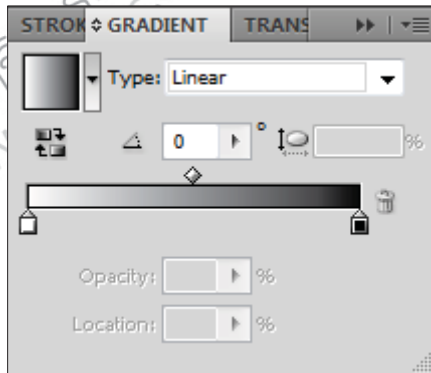 STROK GRADIENT TRANS
Type: Linear
0 ° %
Opacity: %
Location: %